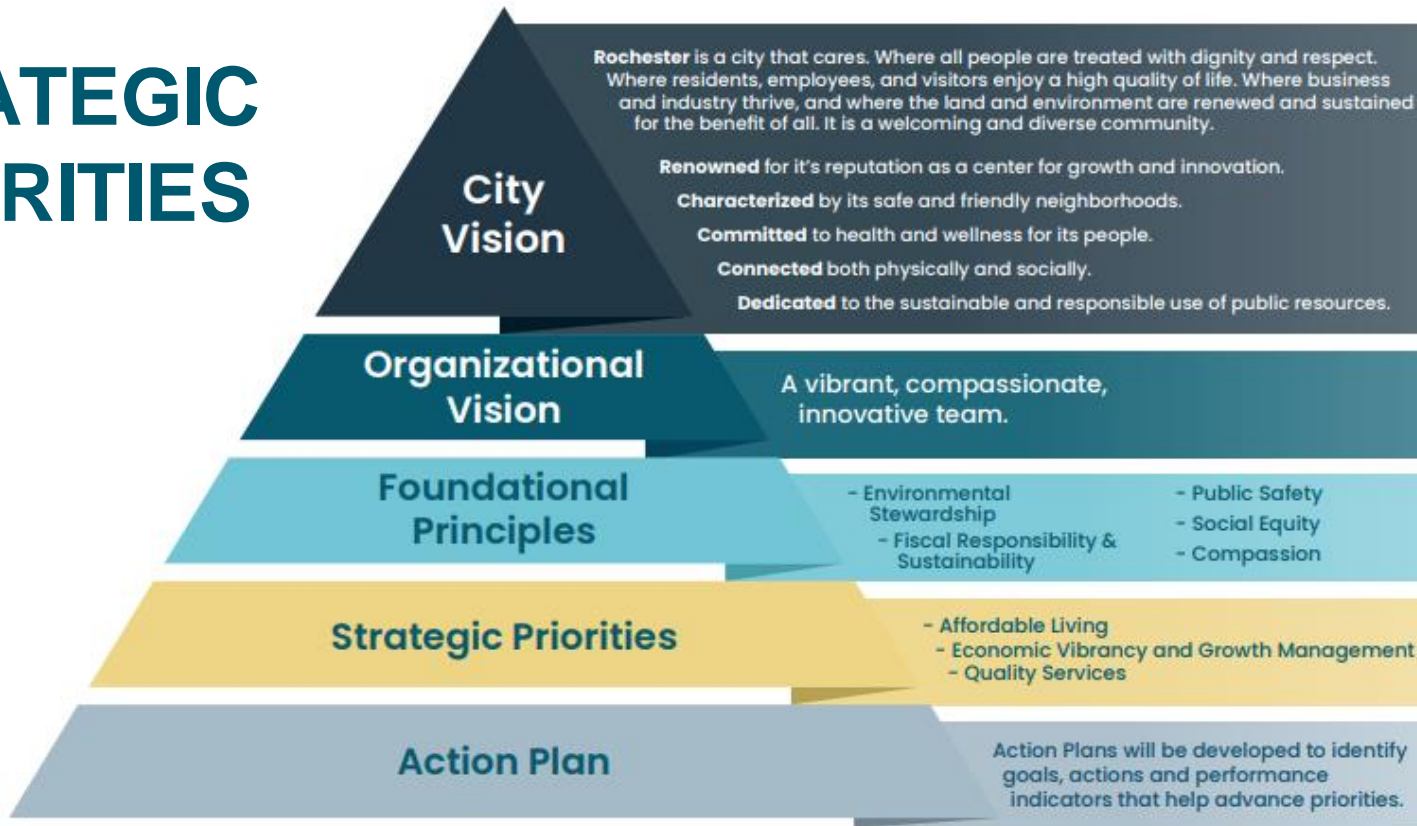 ATEGIC
RITIES
City
Vision
Rochester is a city that cares. Where all people are treated with dignity and respect.
Where residents, employees, and visitors enjoy a high quality of life. Where business
and industry thrive, and where the land and environment are renewed and sustained
for the benefit of all. It is a welcoming and diverse community.
Renowned for it's reputation as a center for growth and innovation.
Characterized by its safe and friendly neighborhoods.
Committed to health and wellness for its people.
Connected both physically and socially.
Dedicated to the sustainable and responsible use of public resources.
Organizational
Vision
A vibrant, compassionate,
innovative team.
Foundational
Principles
- Environmental
Stewardship
- Fiscal Responsibility &
Sustainability
- Public Safety
- Social Equity
- Compassion
Strategic Priorities
- Affordable Living
- Economic Vibrancy and Growth Management
- Quality Services
Action Plan
Action Plans will be developed to identify
goals, actions and performance
indicators that help advance priorities.